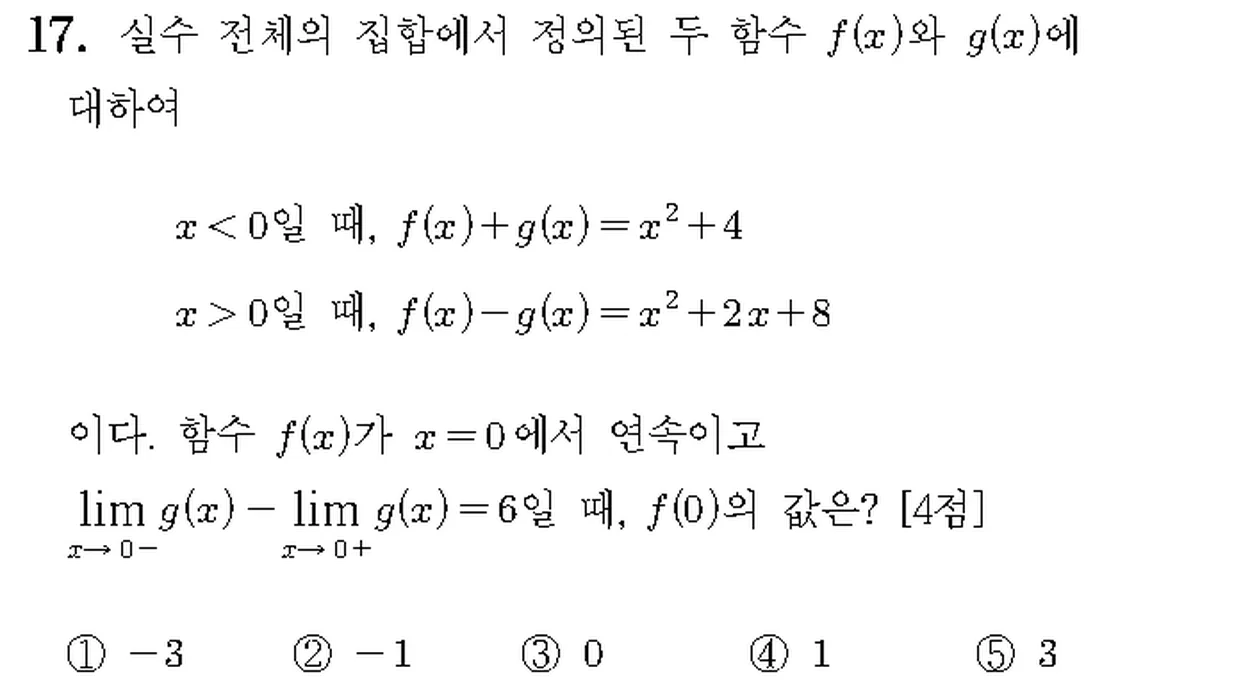 17. 실수 전체의 집합에서 정의된 두 함수 f(x)와 g(x)에
대하여
x<0일 때, f(x)+g(x)=x²+4
x>0일 때, f(x)-g(x)=x²+2x+8
이다. 함수 f(x)가 x=0에서 연속이고
lim g(x) - lim g(x)=6일 때, f(0)의 값은? [4점]
x→0- x→0+
① -3 ② -1 ③ 0 ④ 1 ⑤ 3